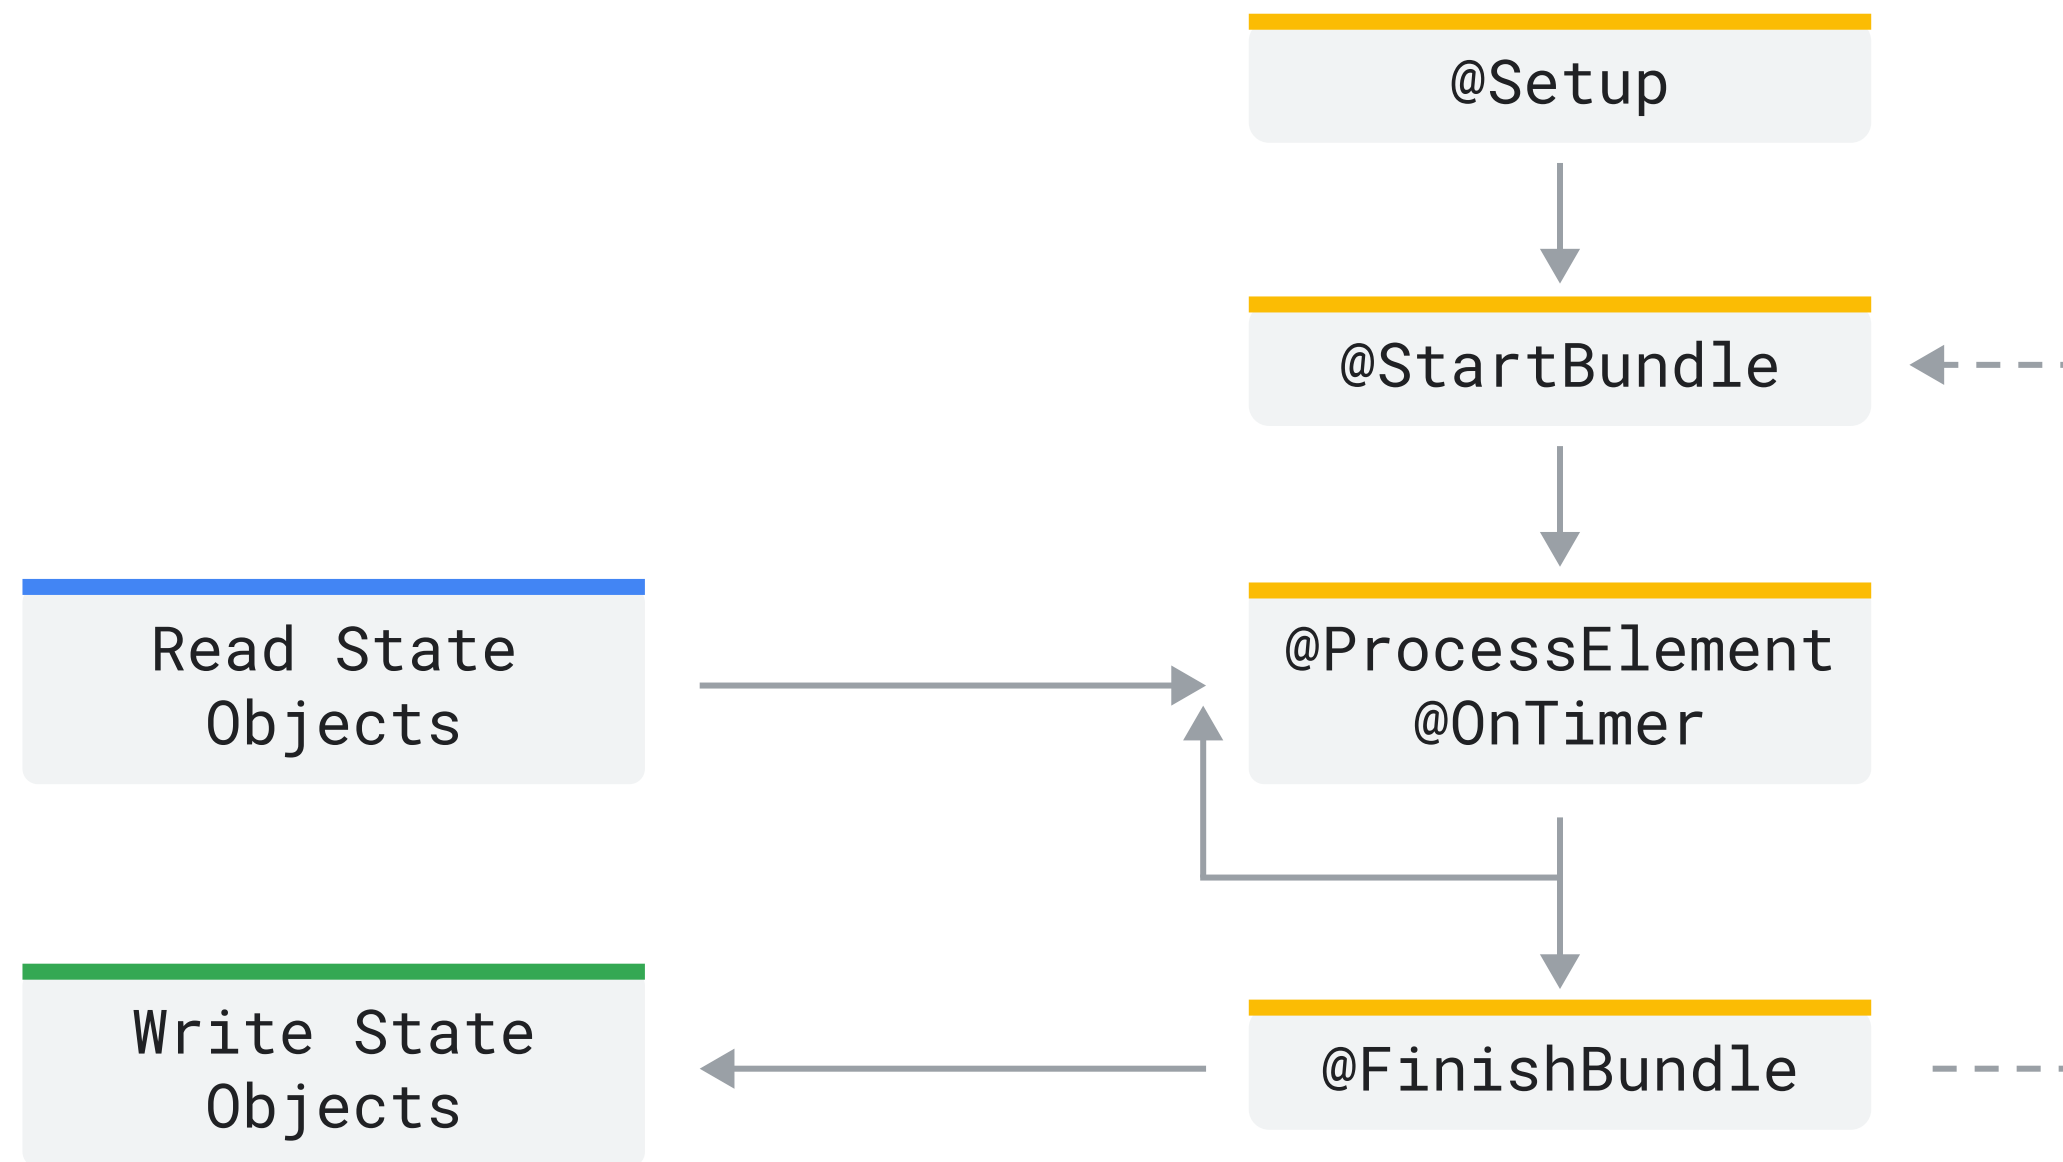 @Setup
@StartBundle
Read State
Objects
@ProcessElement
@OnTimer
Write State
Objects
@FinishBundle